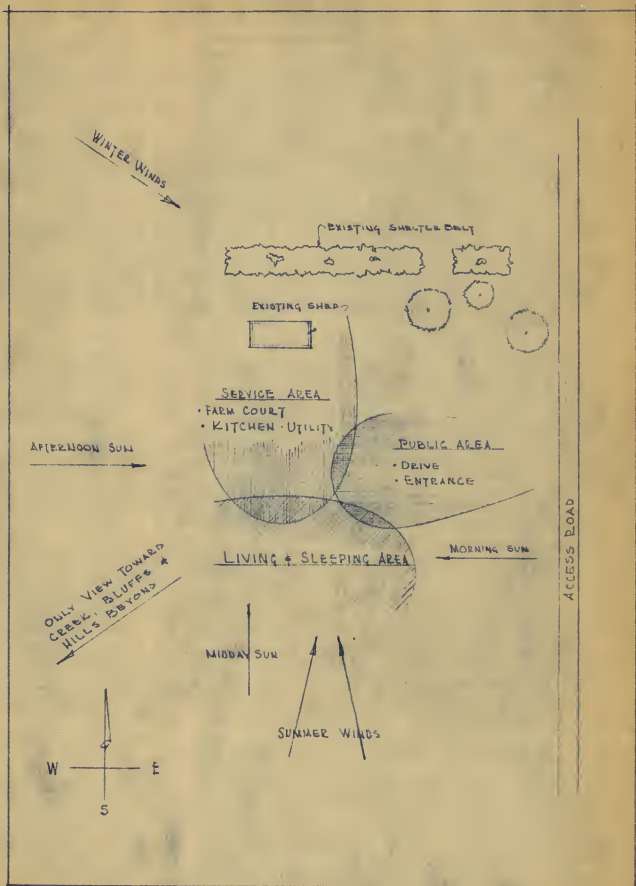 WINTER WINDS
EXISTING SHELTER BELT
EXISTING SHED
SERVICE AREA
• FARM COURT
• KITCHEN - UTILITY
PUBLIC AREA
• DRIVE
• ENTRANCE
AFTERNOON SUN
LIVING & SLEEPING AREA
MORNING SUN
ACCESS ROAD
ONLY VIEW TOWARD
CREEK, BLUFFS &
HILLS BEYOND
MIDDAY SUN
SUMMER WINDS
W E
S